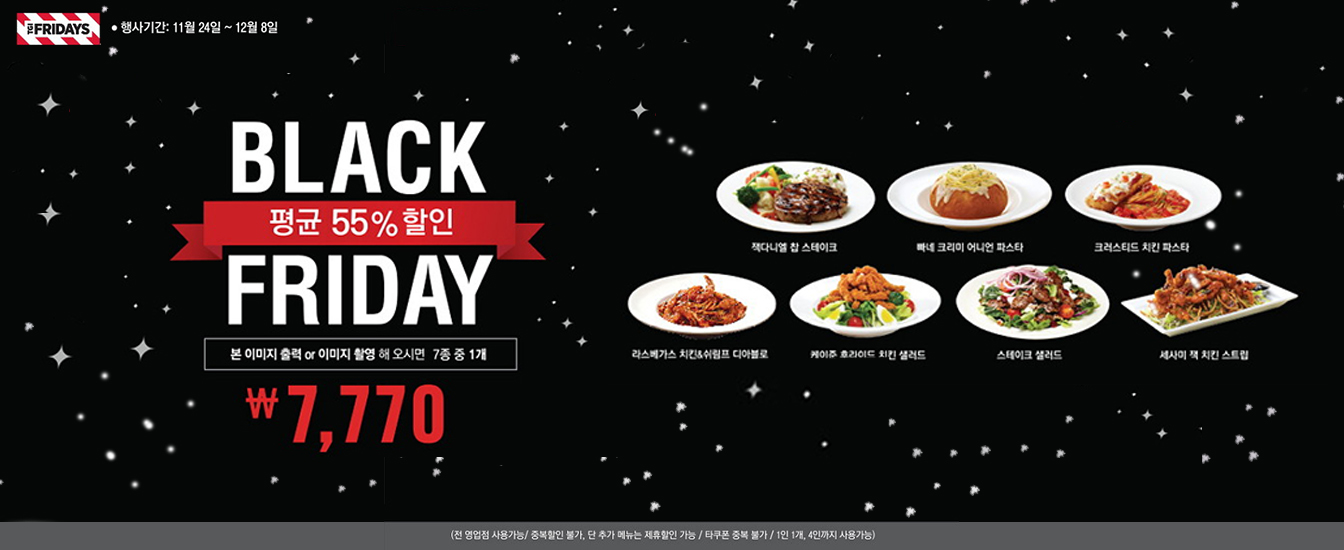 TGI FRIDAYS
• 행사기간: 11월 24일 ~ 12월 8일
BLACK
평균 55% 할인
FRIDAY
본 이미지 출력 or 이미지 촬영 해 오시면 7종 중 1개
₩7,770
잭다니엘 찹 스테이크
빠네 크리미 어니언 파스타
크러스티드 치킨 파스타
라스베가스 치킨&쉬림프 디아블로
케이준 후라이드 치킨 샐러드
스테이크 샐러드
세사미 잭 치킨 스트립
(전 영업점 사용가능/ 중복할인 불가, 단 추가 메뉴는 제휴할인 가능 / 타쿠폰 중복 불가 / 1인 1개, 4인까지 사용가능)